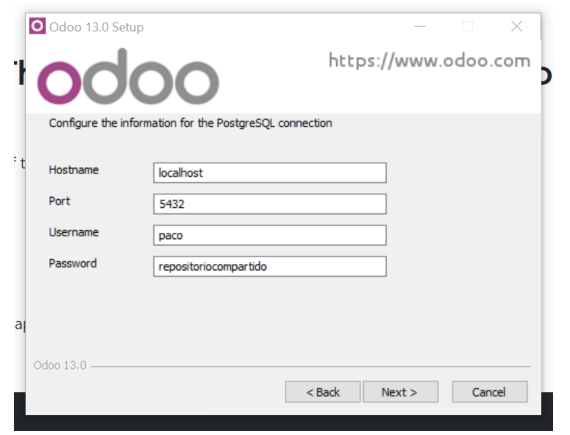 Odoo 13.0 Setup
odoo
https://www.odoo.com
Configure the information for the PostgreSQL connection
Hostname
localhost
Port
5432
Username
paco
Password
repositoriocompartido
Odoo 13.0
< Back
Next >
Cancel